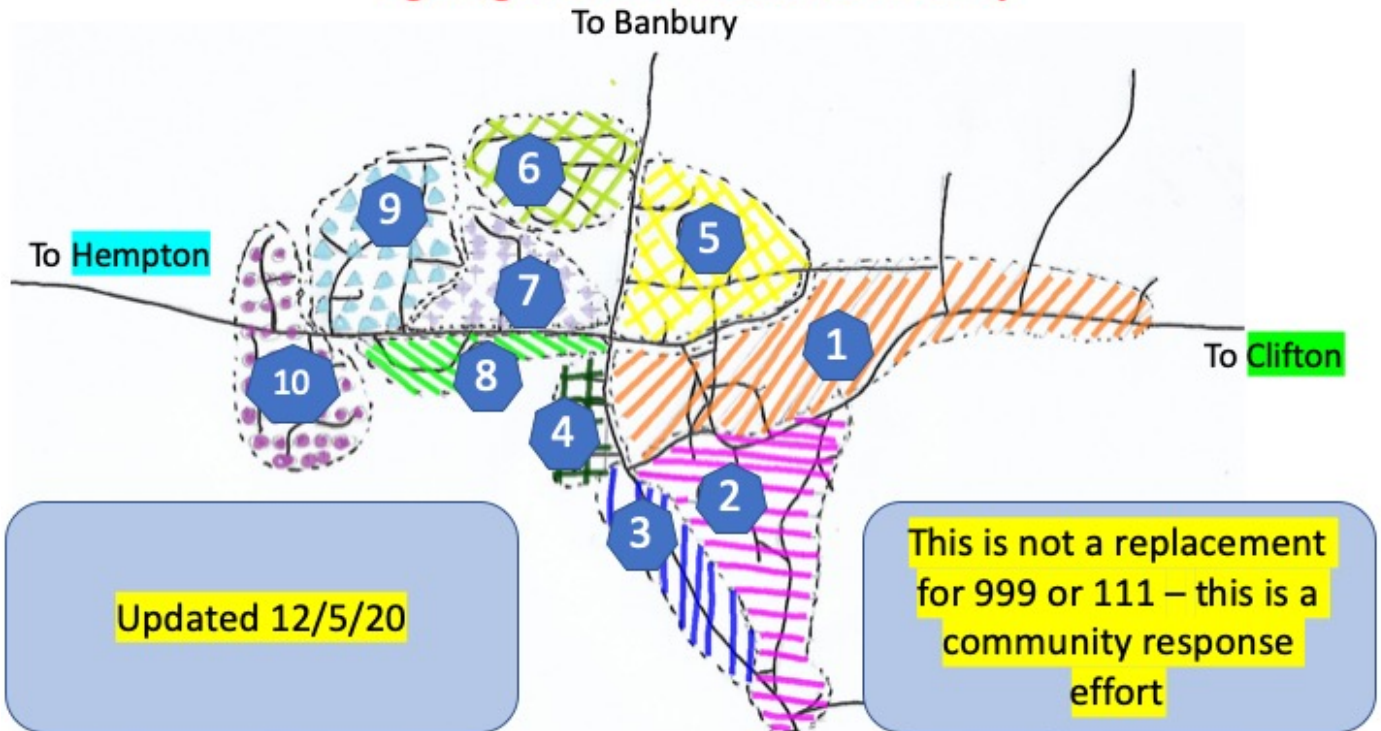 To Banbury
6
9
5
To Hempton
7
1
To Clifton
8
10
4
2
3
Updated 12/5/20
This is not a replacement
for 999 or 111 – this is a
community response
effort